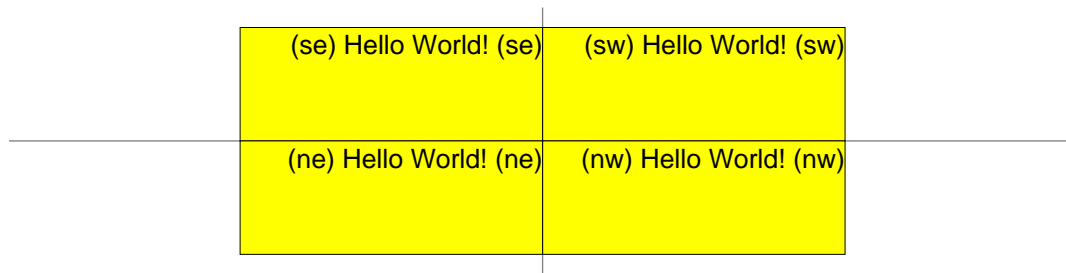 (se) Hello World! (se)
(sw) Hello World! (sw)
(ne) Hello World! (ne)
(nw) Hello World! (nw)